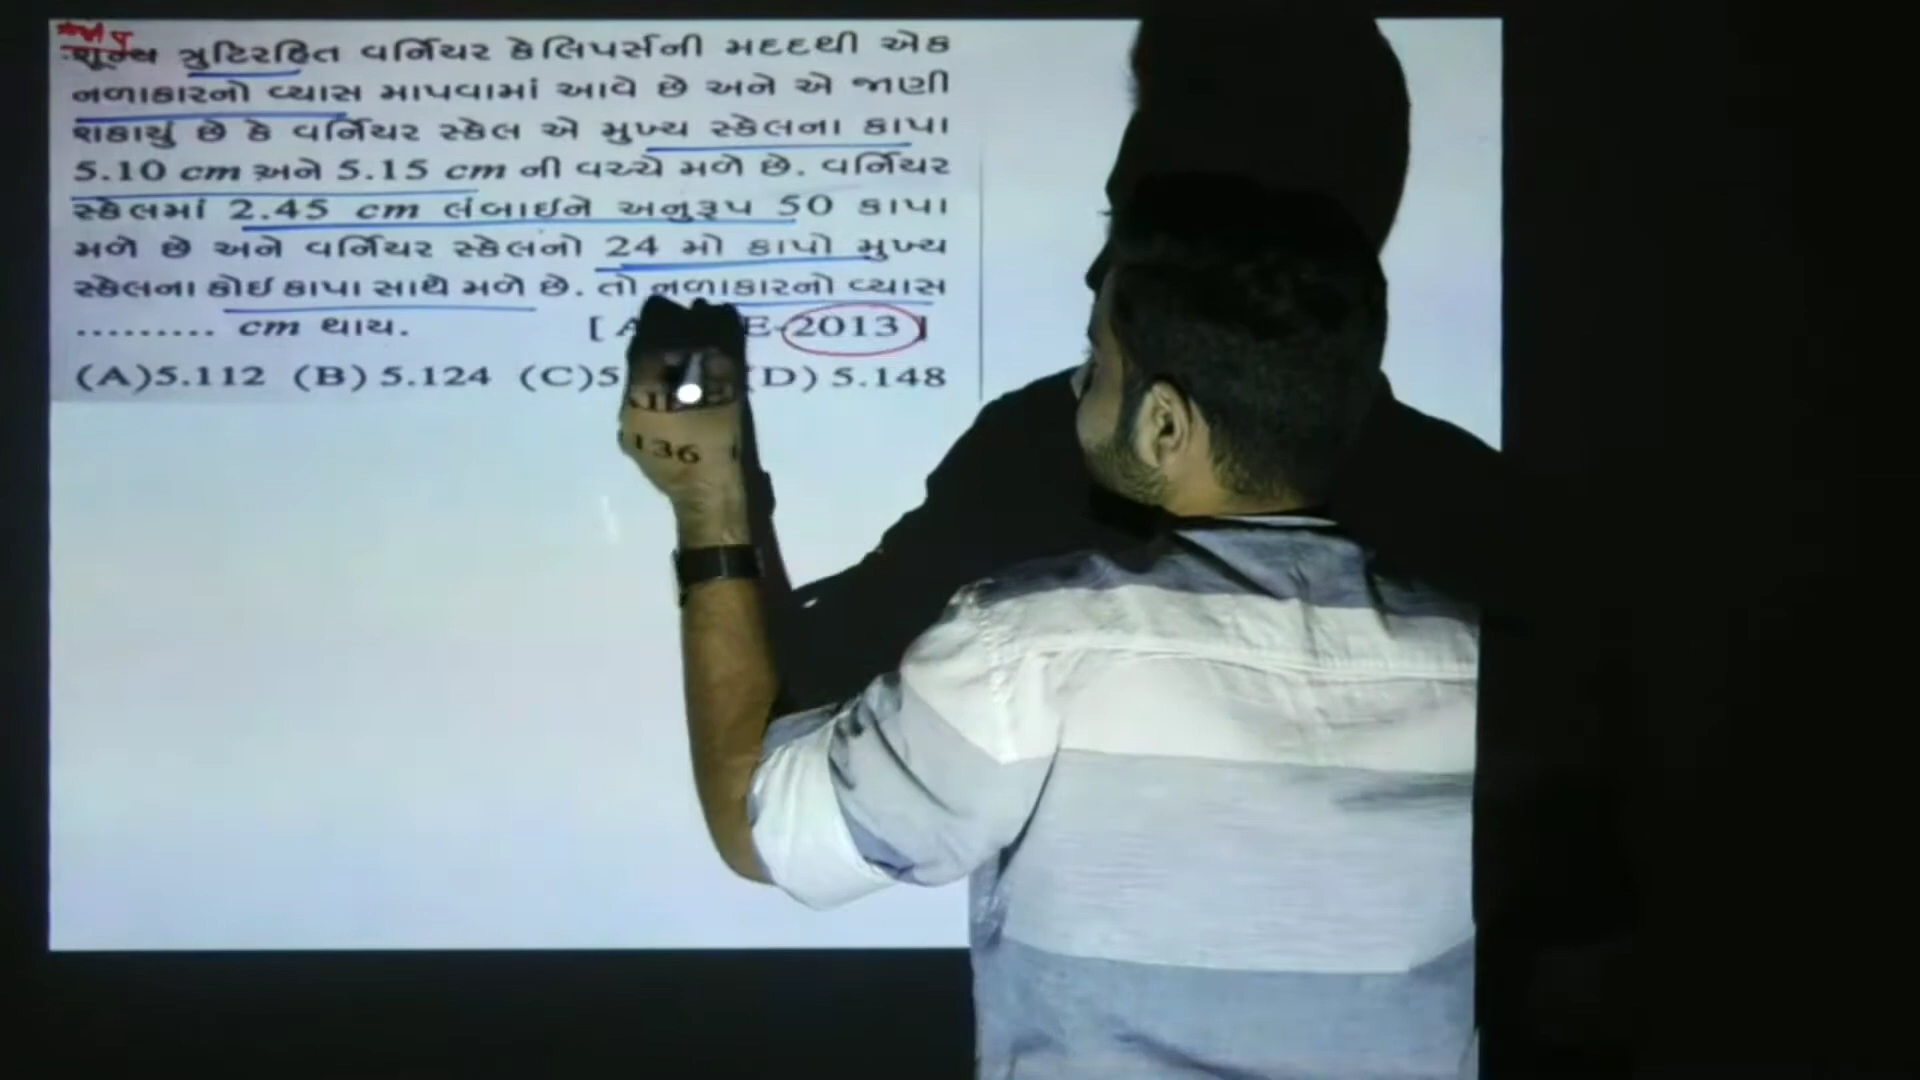 શૂન્ય ત્રુટિરહિત વર્નિયર કેલિપર્સની મદદથી એક
નળાકારનો વ્યાસ માપવામાં આવે છે અને એ જાણી
શકાયું છે કે વર્નિયર સ્કેલ એ મુખ્ય સ્કેલના કાપા
5.10 cm અને 5.15 cm ની વચ્ચે મળે છે. વર્નિયર
સ્કેલમાં 2.45 cm લંબાઈને અનુરૂપ 50 કાપા
મળે છે અને વર્નિયર સ્કેલનો 24 મો કાપો મુખ્ય
સ્કેલના કોઈ કાપા સાથે મળે છે. તો નળાકારનો વ્યાસ
......... cm થાય. [ A E-2013 ]
(A)5.112 (B) 5.124 (C)5 136 (D) 5.148